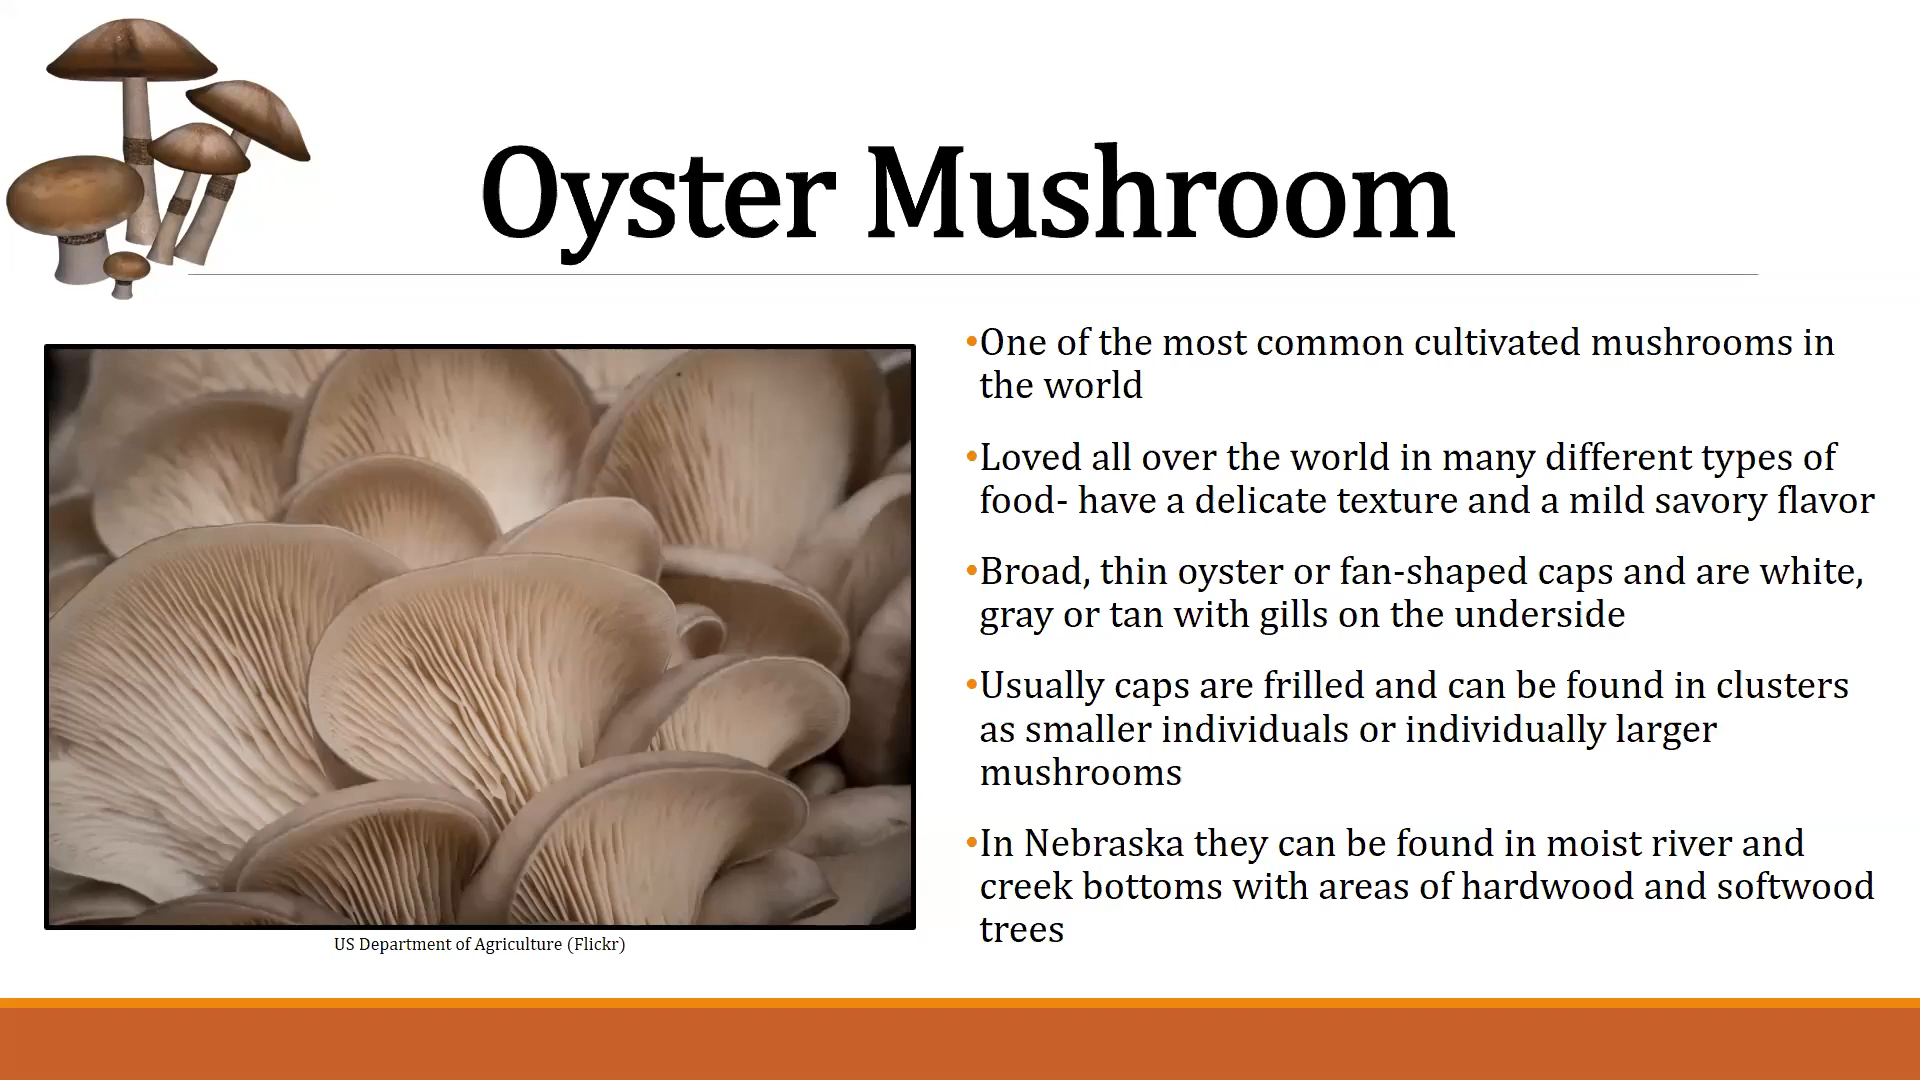 Oyster Mushroom
•One of the most common cultivated mushrooms in
the world
•Loved all over the world in many different types of
food- have a delicate texture and a mild savory flavor
•Broad, thin oyster or fan-shaped caps and are white,
gray or tan with gills on the underside
•Usually caps are frilled and can be found in clusters
as smaller individuals or individually larger
mushrooms
•In Nebraska they can be found in moist river and
creek bottoms with areas of hardwood and softwood
trees
US Department of Agriculture (Flickr)